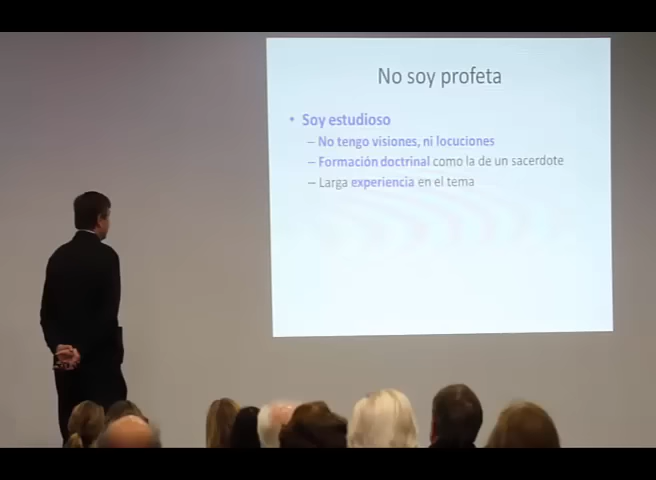 No soy profeta
• Soy estudioso
– No tengo visiones, ni locuciones
– Formación doctrinal como la de un sacerdote
– Larga experiencia en el tema